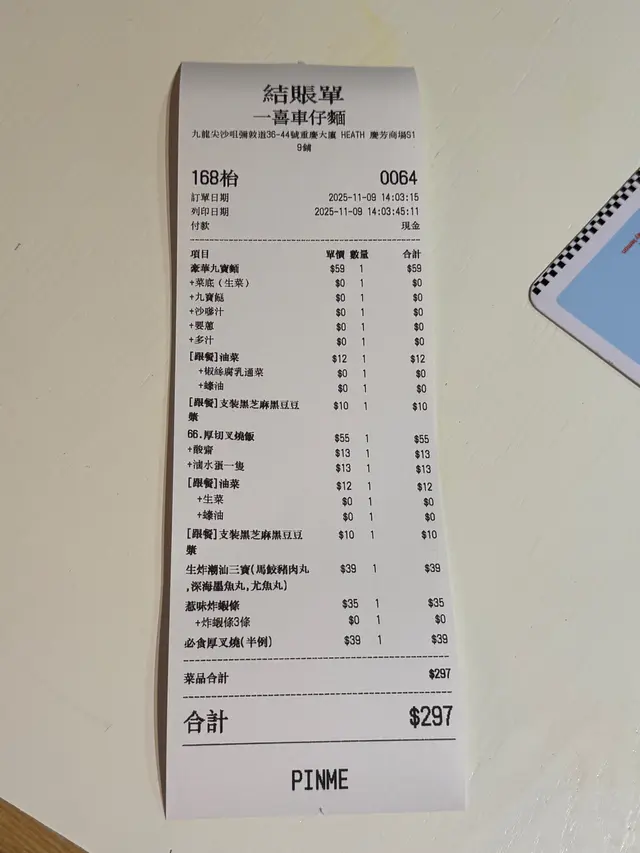 結賬單
一喜車仔麵
九龍尖沙咀彌敦道36-44號重慶大廈 HEATH 慶芳商場S1
9鋪
168枱 0064
訂單日期 2025-11-09 14:03:15
列印日期 2025-11-09 14:03:45:11
付款 現金
項目 單價 數量 合計
豪華九寶麵 $59 1 $59
+菜底(生菜) $0 1 $0
+九寶麵 $0 1 $0
+沙嗲汁 $0 1 $0
+要蔥 $0 1 $0
+多汁 $0 1 $0
[跟餐]油菜 $12 1 $12
+椒絲腐乳通菜 $0 1 $0
+蠔油 $0 1 $0
[跟餐]支裝黑芝麻黑豆豆 $10 1 $10
漿
66.厚切叉燒飯 $55 1 $55
+酸齋 $13 1 $13
+滷水蛋一隻 $13 1 $13
[跟餐]油菜 $12 1 $12
+生菜 $0 1 $0
+蠔油 $0 1 $0
[跟餐]支裝黑芝麻黑豆豆 $10 1 $10
漿
生炸潮汕三寶(馬鮫豬肉丸 $39 1 $39
,深海墨魚丸,尤魚丸)
惹味炸蝦條 $35 1 $35
+炸蝦條3條 $0 1 $0
必食厚叉燒(半例) $39 1 $39
菜品合計 $297
合計 $297
PINME